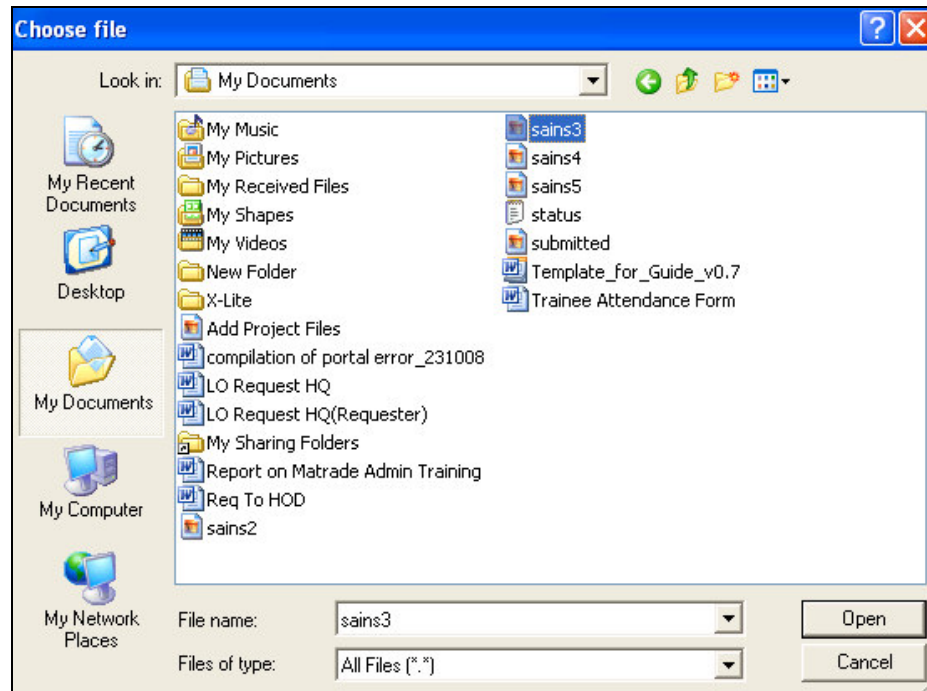 Choose file
Look in:
My Documents
My Recent
Documents
Desktop
My Documents
My Computer
My Network
Places
My Music
My Pictures
My Received Files
My Shapes
My Videos
New Folder
X-Lite
Add Project Files
compilation of portal error_231008
LO Request HQ
LO Request HQ(Requester)
My Sharing Folders
Report on Matrade Admin Training
Req To HOD
sains2
sains3
sains4
sains5
status
submitted
Template_for_Guide_v0.7
Trainee Attendance Form
File name:
sains3
Open
Files of type:
All Files (*.*)
Cancel